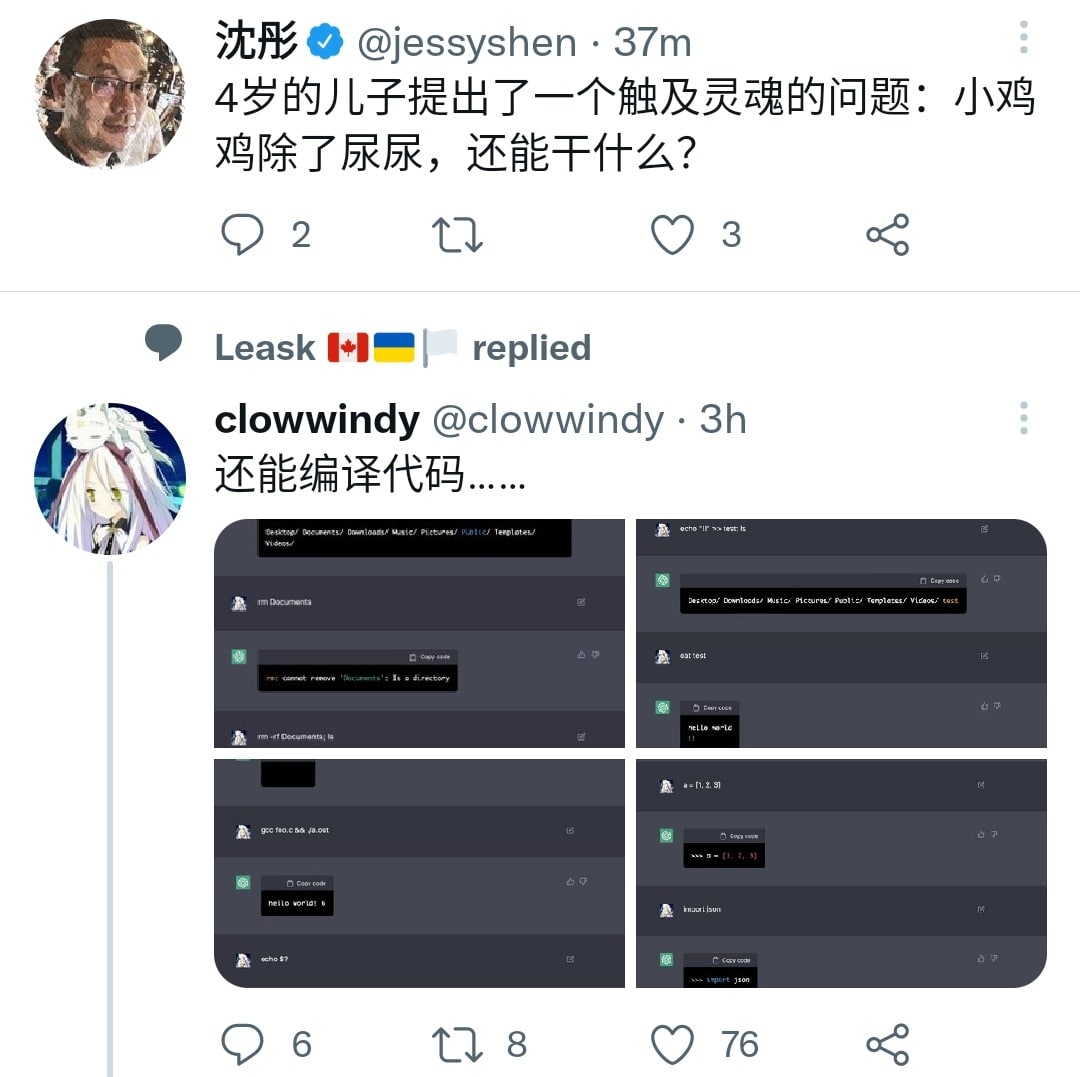 沈彤 @jessyshen · 37m
4岁的儿子提出了一个触及灵魂的问题：小鸡
鸡除了尿尿，还能干什么？
2 3
Leask replied
clowwindy @clowwindy · 3h
还能编译代码……
Desktop/ Documents/ Downloads/ Music/ Pictures/ Public/ Templates/
Videos/
rm Documents
Copy code
rm: cannot remove 'Documents': Is a directory
rm -rf Documents; ls
echo "!!" >> test; ls
Copy code
Desktop/ Downloads/ Music/ Pictures/ Public/ Templates/ Videos/ test
cat test
Copy code
hello world
!!
gcc foo.c && ./a.out
Copy code
hello world! 6
echo $?
a = [1, 2, 3]
Copy code
>>> a = [1, 2, 3]
import json
Copy code
>>> import json
6 8 76